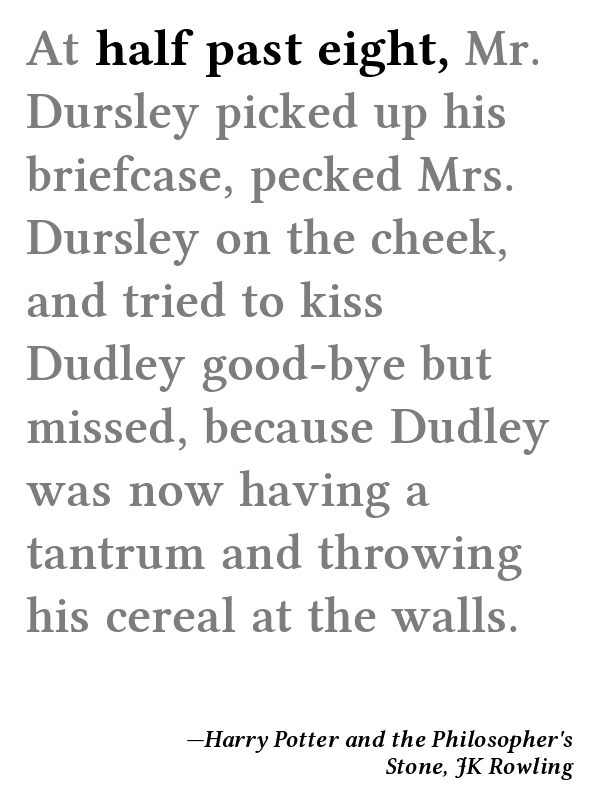 At half past eight, Mr.
Dursley picked up his
briefcase, pecked Mrs.
Dursley on the cheek,
and tried to kiss
Dudley good-bye but
missed, because Dudley
was now having a
tantrum and throwing
his cereal at the walls.
—Harry Potter and the Philosopher's
Stone, JK Rowling